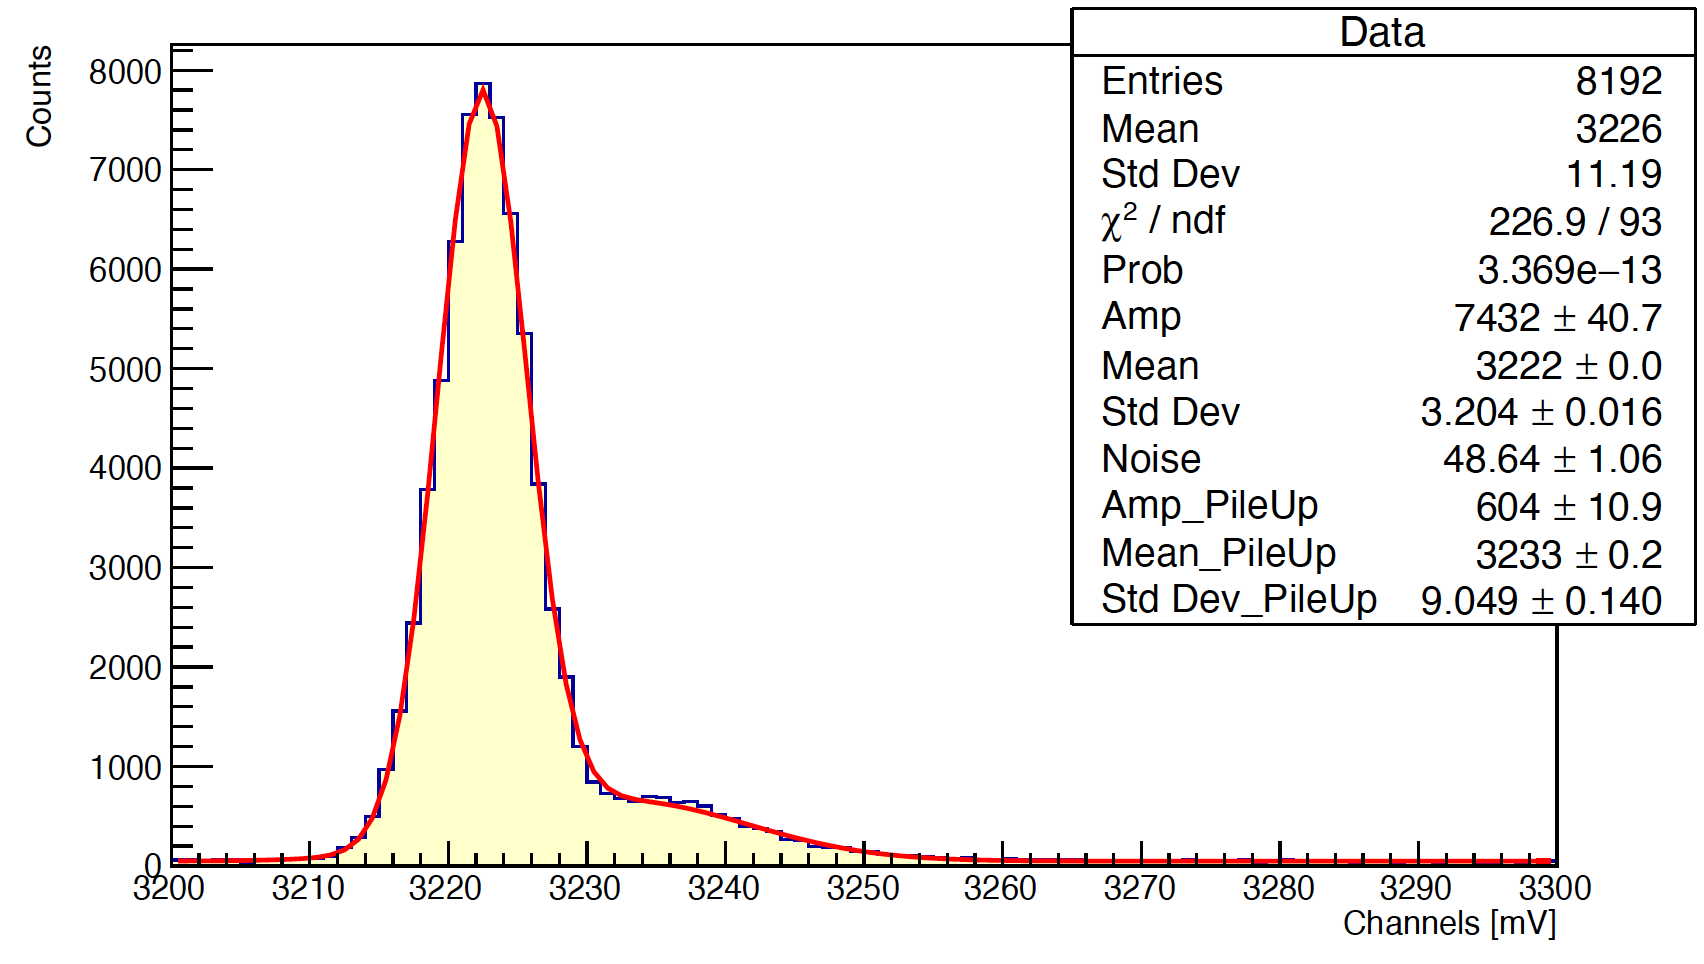 Counts
8000
7000
6000
5000
4000
3000
2000
1000
0
3200 3210 3220 3230 3240 3250 3260 3270 3280 3290 3300
Channels [mV]
Data
Entries 8192
Mean 3226
Std Dev 11.19
χ² / ndf 226.9 / 93
Prob 3.369e−13
Amp 7432 ± 40.7
Mean 3222 ± 0.0
Std Dev 3.204 ± 0.016
Noise 48.64 ± 1.06
Amp_PileUp 604 ± 10.9
Mean_PileUp 3233 ± 0.2
Std Dev_PileUp 9.049 ± 0.140